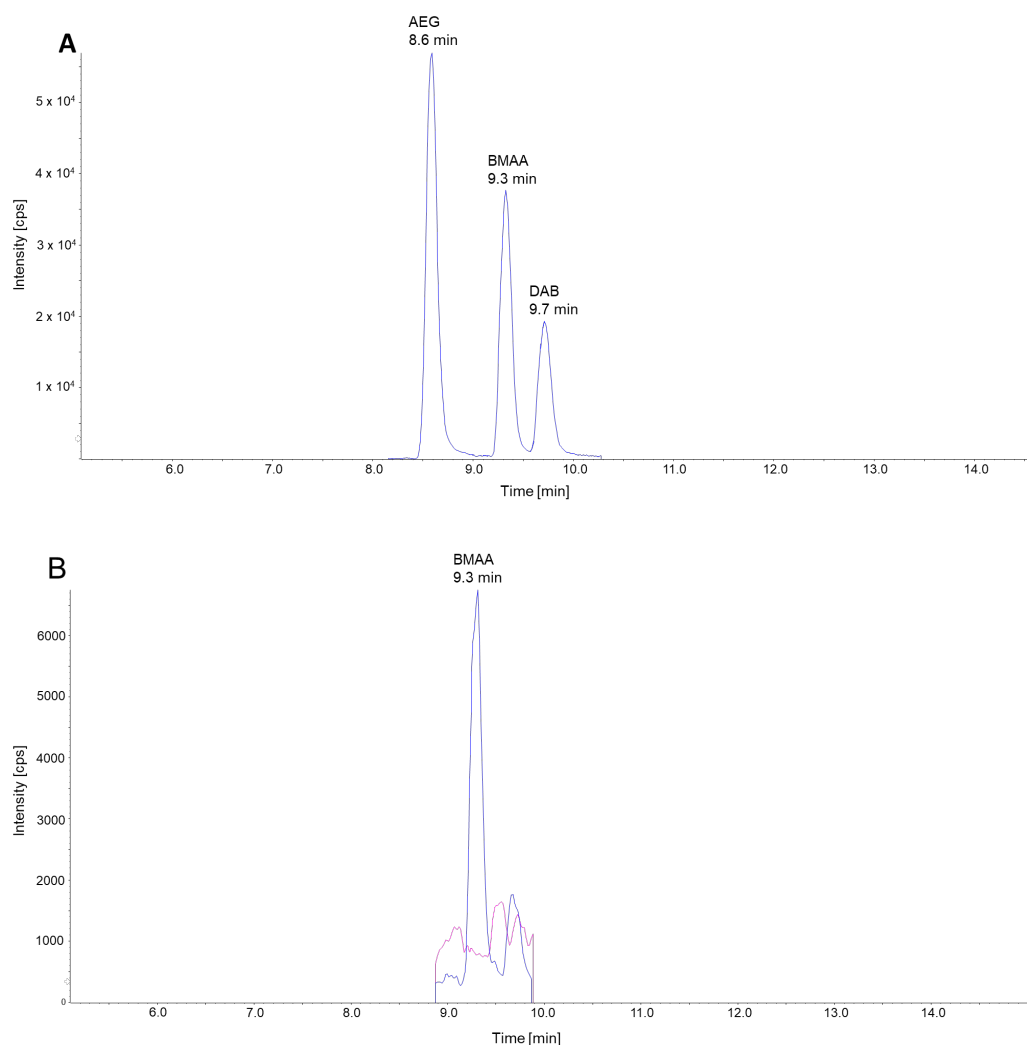 A
AEG
8.6 min
BMAA
9.3 min
DAB
9.7 min
5 x 10⁴
4 x 10⁴
3 x 10⁴
2 x 10⁴
1 x 10⁴
Intensity [cps]
6.0 7.0 8.0 9.0 10.0 11.0 12.0 13.0 14.0
Time [min]
B
BMAA
9.3 min
6000
5000
4000
3000
2000
1000
0
Intensity [cps]
6.0 7.0 8.0 9.0 10.0 11.0 12.0 13.0 14.0
Time [min]